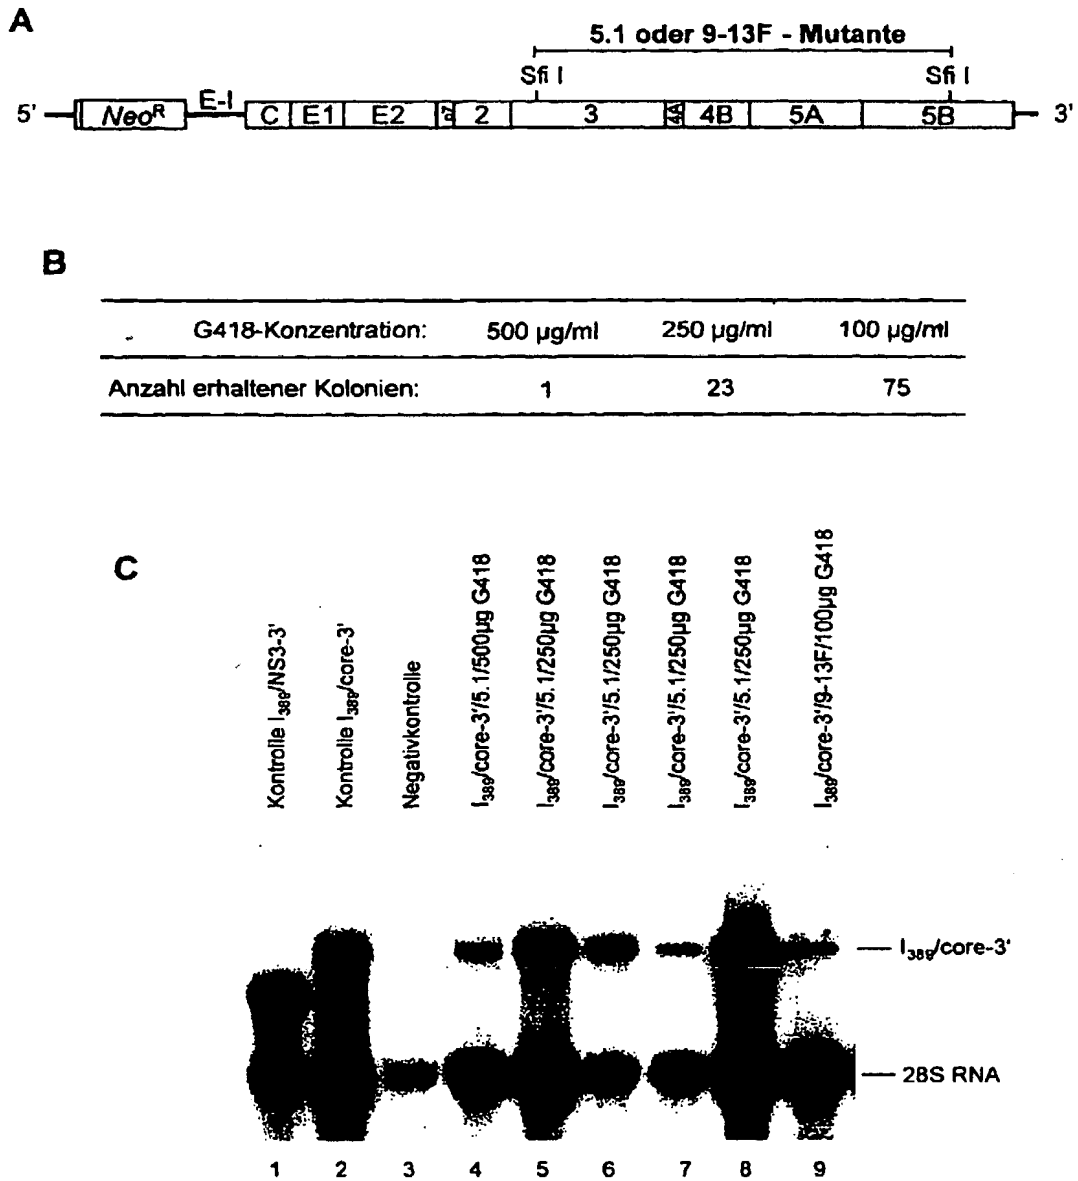 A
5.1 oder 9-13F - Mutante
Sfi I Sfi I
5' Neoᴿ E-I C E1 E2 p7 2 3 4A 4B 5A 5B 3'
B
G418-Konzentration: 500 µg/ml 250 µg/ml 100 µg/ml
Anzahl erhaltener Kolonien: 1 23 75
C
Kontrolle I₃₈₉/NS3-3'
Kontrolle I₃₈₉/core-3'
Negativkontrolle
I₃₈₉/core-3'/5.1/500µg G418
I₃₈₉/core-3'/5.1/250µg G418
I₃₈₉/core-3'/5.1/250µg G418
I₃₈₉/core-3'/5.1/250µg G418
I₃₈₉/core-3'/5.1/250µg G418
I₃₈₉/core-3'/9-13F/100µg G418
I₃₈₉/core-3'
28S RNA
1 2 3 4 5 6 7 8 9